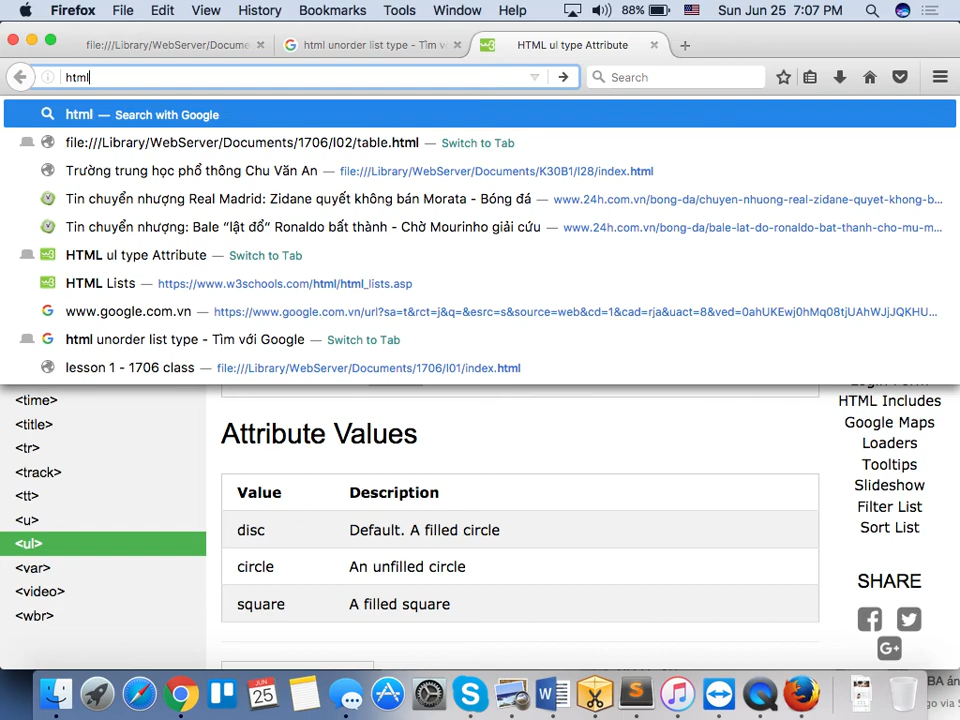 Firefox File Edit View History Bookmarks Tools Window Help 88% Sun Jun 25 7:07 PM
file:///Library/WebServer/Docume
html unorder list type - Tìm v
HTML ul type Attribute
html
Search
html — Search with Google
file:///Library/WebServer/Documents/1706/l02/table.html — Switch to Tab
Trường trung học phổ thông Chu Văn An — file:///Library/WebServer/Documents/K30B1/l28/index.html
Tin chuyển nhượng Real Madrid: Zidane quyết không bán Morata - Bóng đá — www.24h.com.vn/bong-da/chuyen-nhuong-real-zidane-quyet-khong-b...
Tin chuyển nhượng: Bale “lật đổ” Ronaldo bất thành - Chờ Mourinho giải cứu — www.24h.com.vn/bong-da/bale-lat-do-ronaldo-bat-thanh-cho-mu-m...
HTML ul type Attribute — Switch to Tab
HTML Lists — https://www.w3schools.com/html/html_lists.asp
www.google.com.vn — https://www.google.com.vn/url?sa=t&rct=j&q=&esrc=s&source=web&cd=1&cad=rja&uact=8&ved=0ahUKEwj0hMq08tjUAhWJjJQKHU...
html unorder list type - Tìm với Google — Switch to Tab
lesson 1 - 1706 class — file:///Library/WebServer/Documents/1706/l01/index.html
<time>
<title>
<tr>
<track>
<tt>
<u>
<ul>
<var>
<video>
<wbr>
Attribute Values
Value Description
disc Default. A filled circle
circle An unfilled circle
square A filled square
HTML Includes
Google Maps
Loaders
Tooltips
Slideshow
Filter List
Sort List
SHARE
JUN
25
BA án
go via S